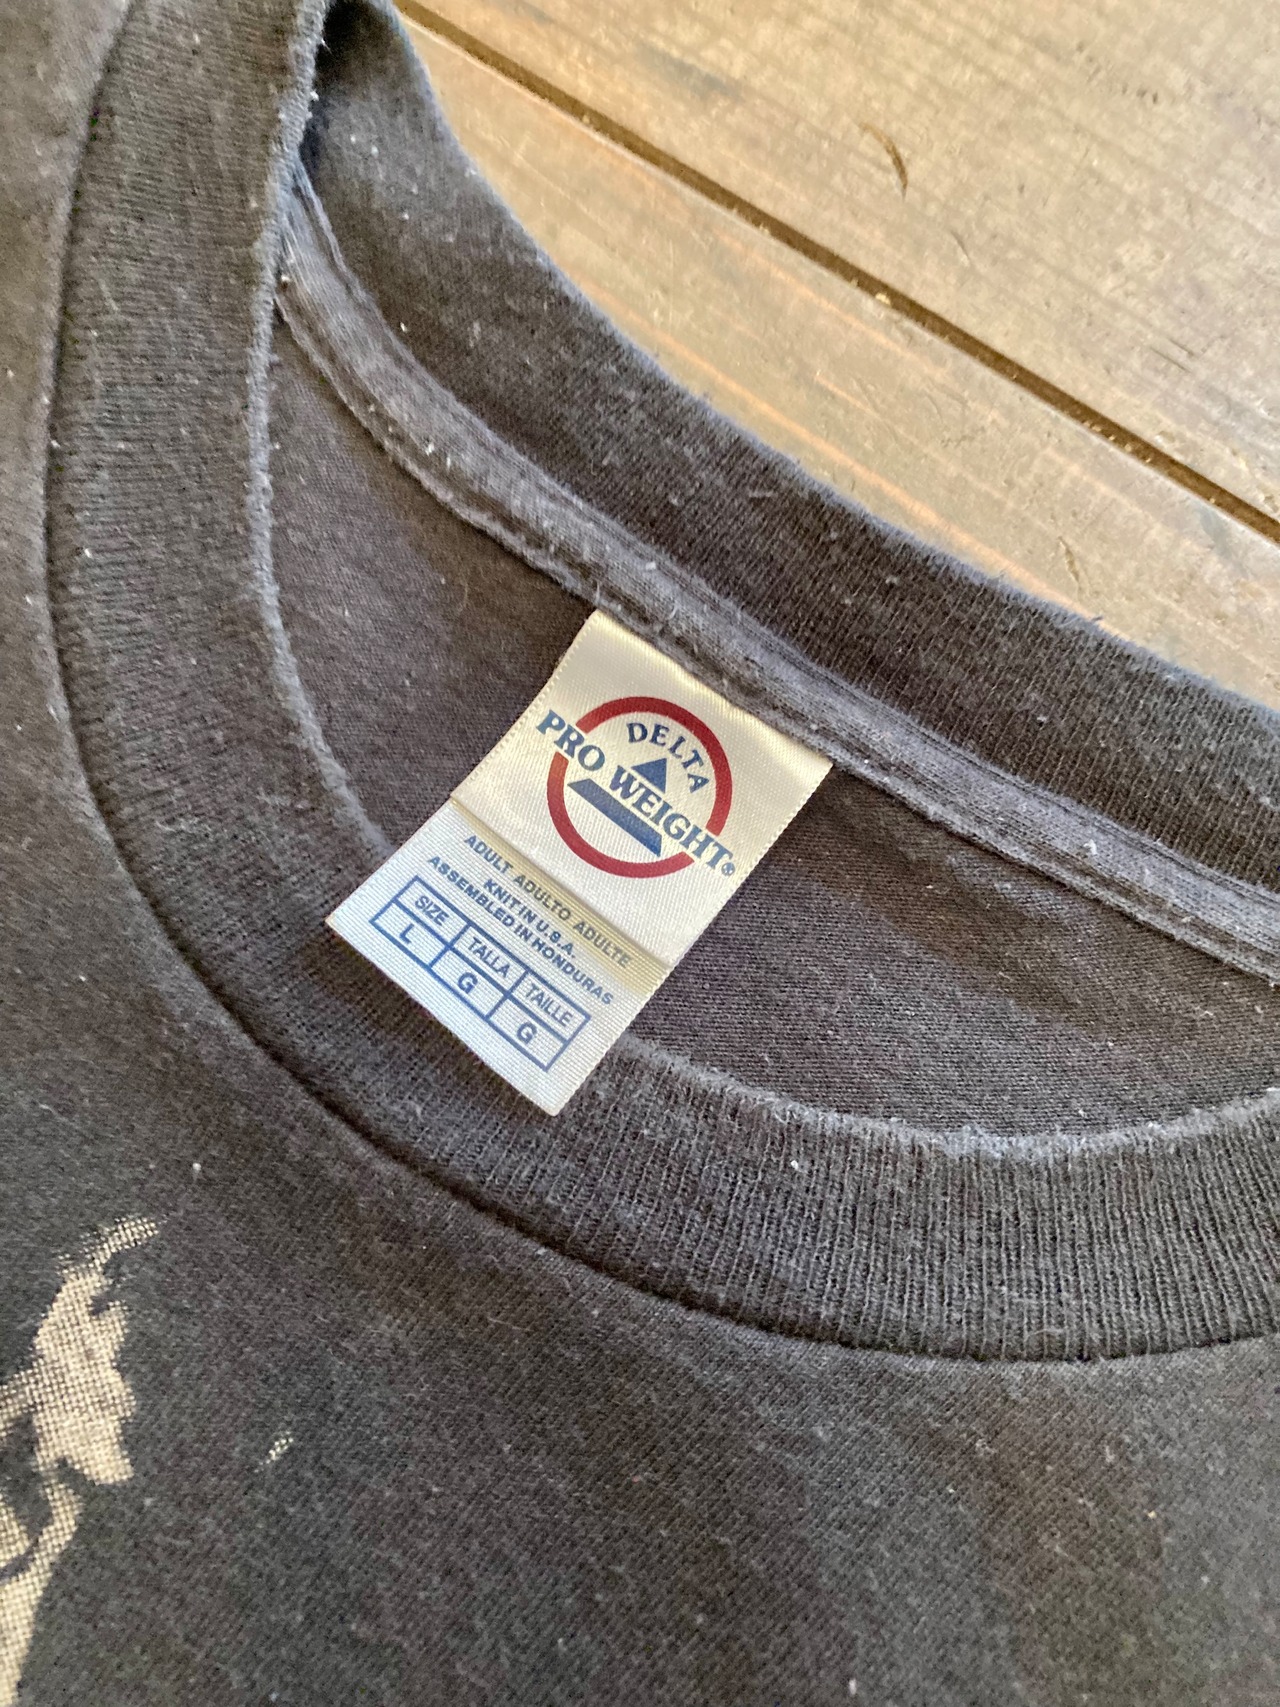 DELTA
PRO WEIGHT®
ADULT ADULTO ADULTE
KNIT IN U.S.A.
ASSEMBLED IN HONDURAS
SIZE TALLA TAILLE
L G G